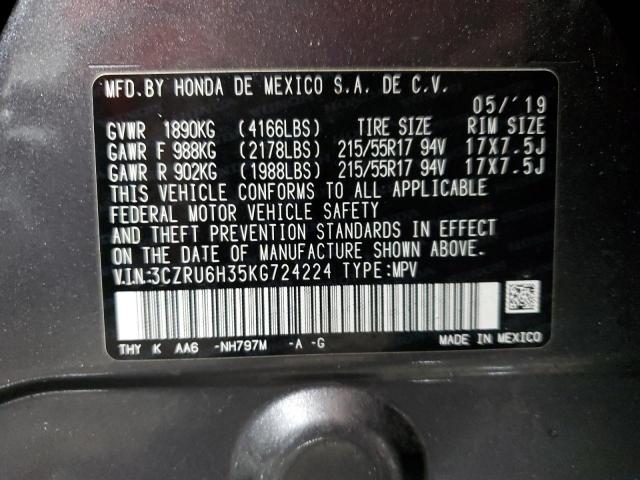 MFD.BY HONDA DE MEXICO S.A. DE C.V.
05/'19
GVWR 1890KG (4166LBS) TIRE SIZE RIM SIZE
GAWR F 988KG (2178LBS) 215/55R17 94V 17X7.5J
GAWR R 902KG (1988LBS) 215/55R17 94V 17X7.5J
THIS VEHICLE CONFORMS TO ALL APPLICABLE
FEDERAL MOTOR VEHICLE SAFETY
AND THEFT PREVENTION STANDARDS IN EFFECT
ON THE DATE OF MANUFACTURE SHOWN ABOVE.
V.I.N.:3CZRU6H35KG724224 TYPE:MPV
THY K AA6 -NH797M -A -G
MADE IN MEXICO